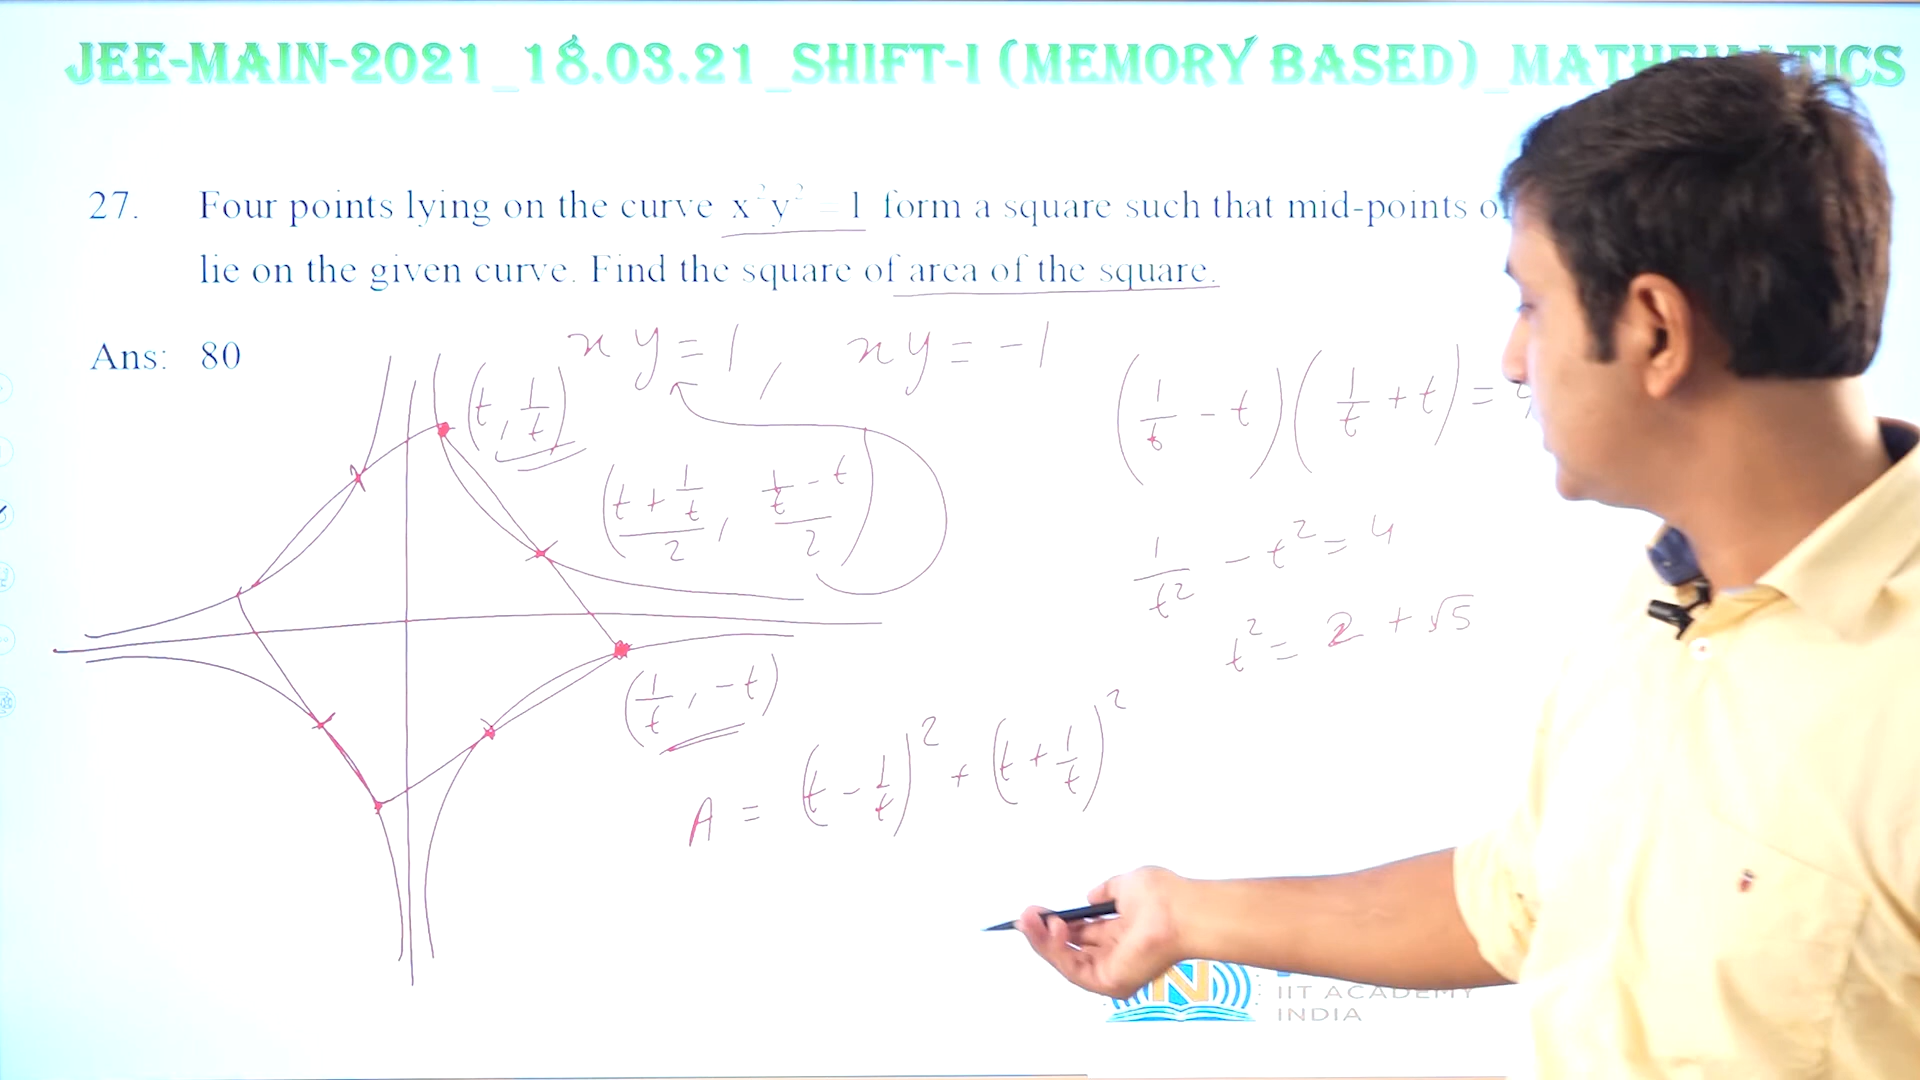 JEE-MAIN-2021_18.03.21_SHIFT-I (MEMORY BASED)_MATHEMATICS
27. Four points lying on the curve x²y² = 1 form a square such that mid-points
lie on the given curve. Find the square of area of the square.
Ans: 80
xy = 1, xy = -1
(t, 1/t)
(1/t - t)(1/t + t) =
((t + 1/t)/2, (1/t - t)/2)
1/t² - t² = 4
t² = 2 + √5
(1/t, -t)
A = (t - 1/t)² + (t + 1/t)²
N
IIT ACADEMY
INDIA